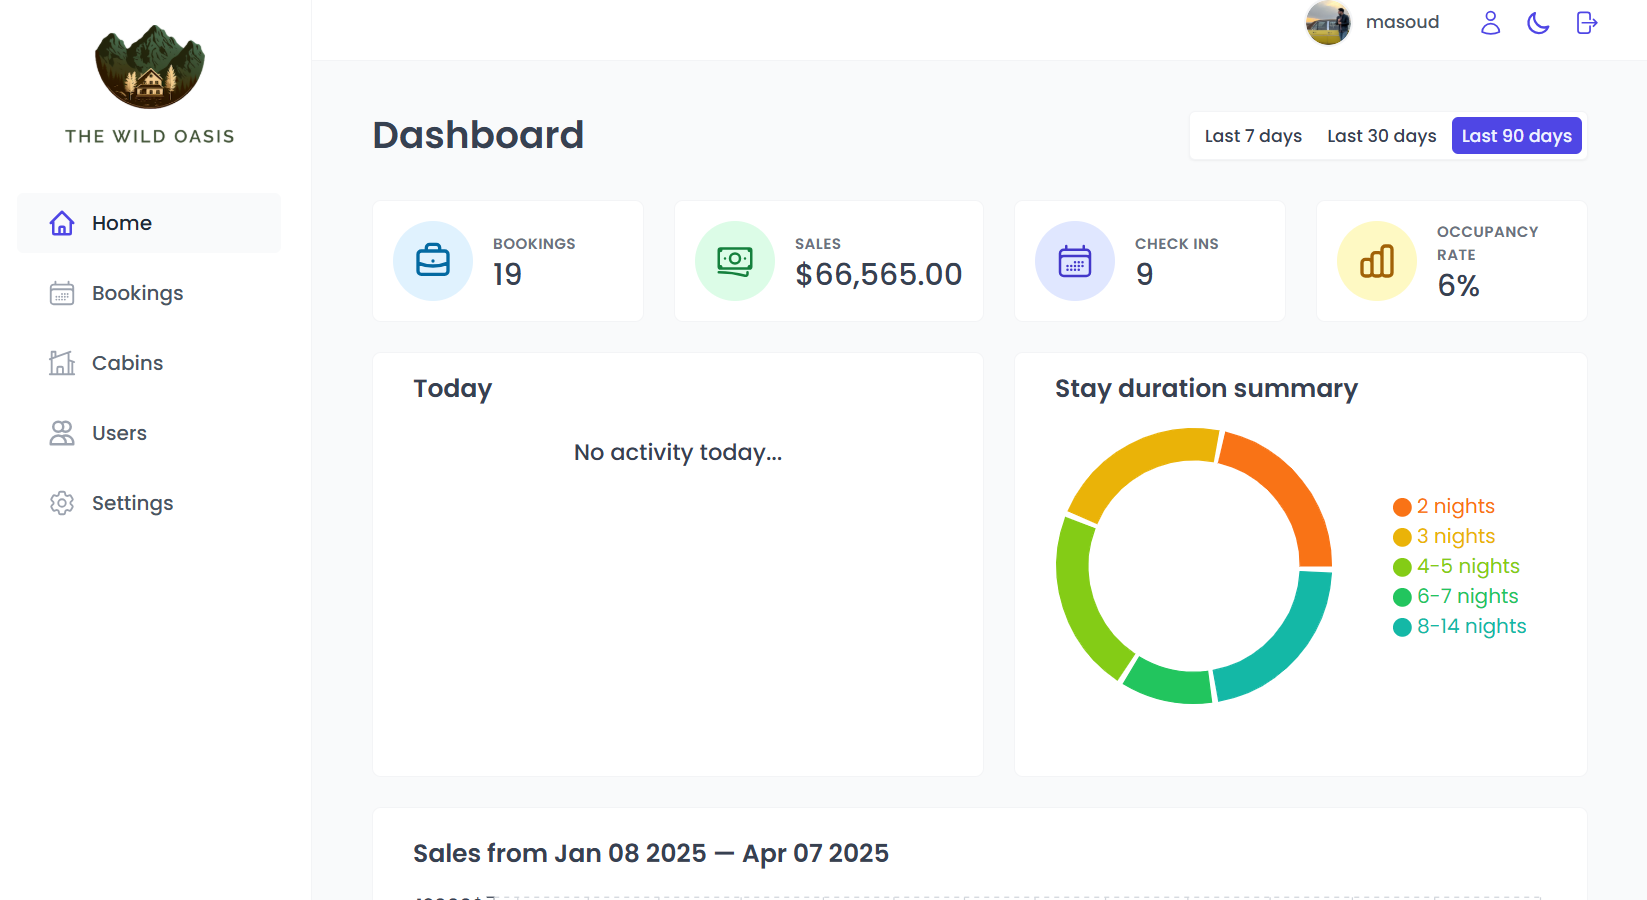 THE WILD OASIS
Home
Bookings
Cabins
Users
Settings
masoud
Dashboard
Last 7 days Last 30 days Last 90 days
BOOKINGS
19
SALES
$66,565.00
CHECK INS
9
OCCUPANCY
RATE
6%
Today
No activity today...
Stay duration summary
2 nights
3 nights
4-5 nights
6-7 nights
8-14 nights
Sales from Jan 08 2025 — Apr 07 2025